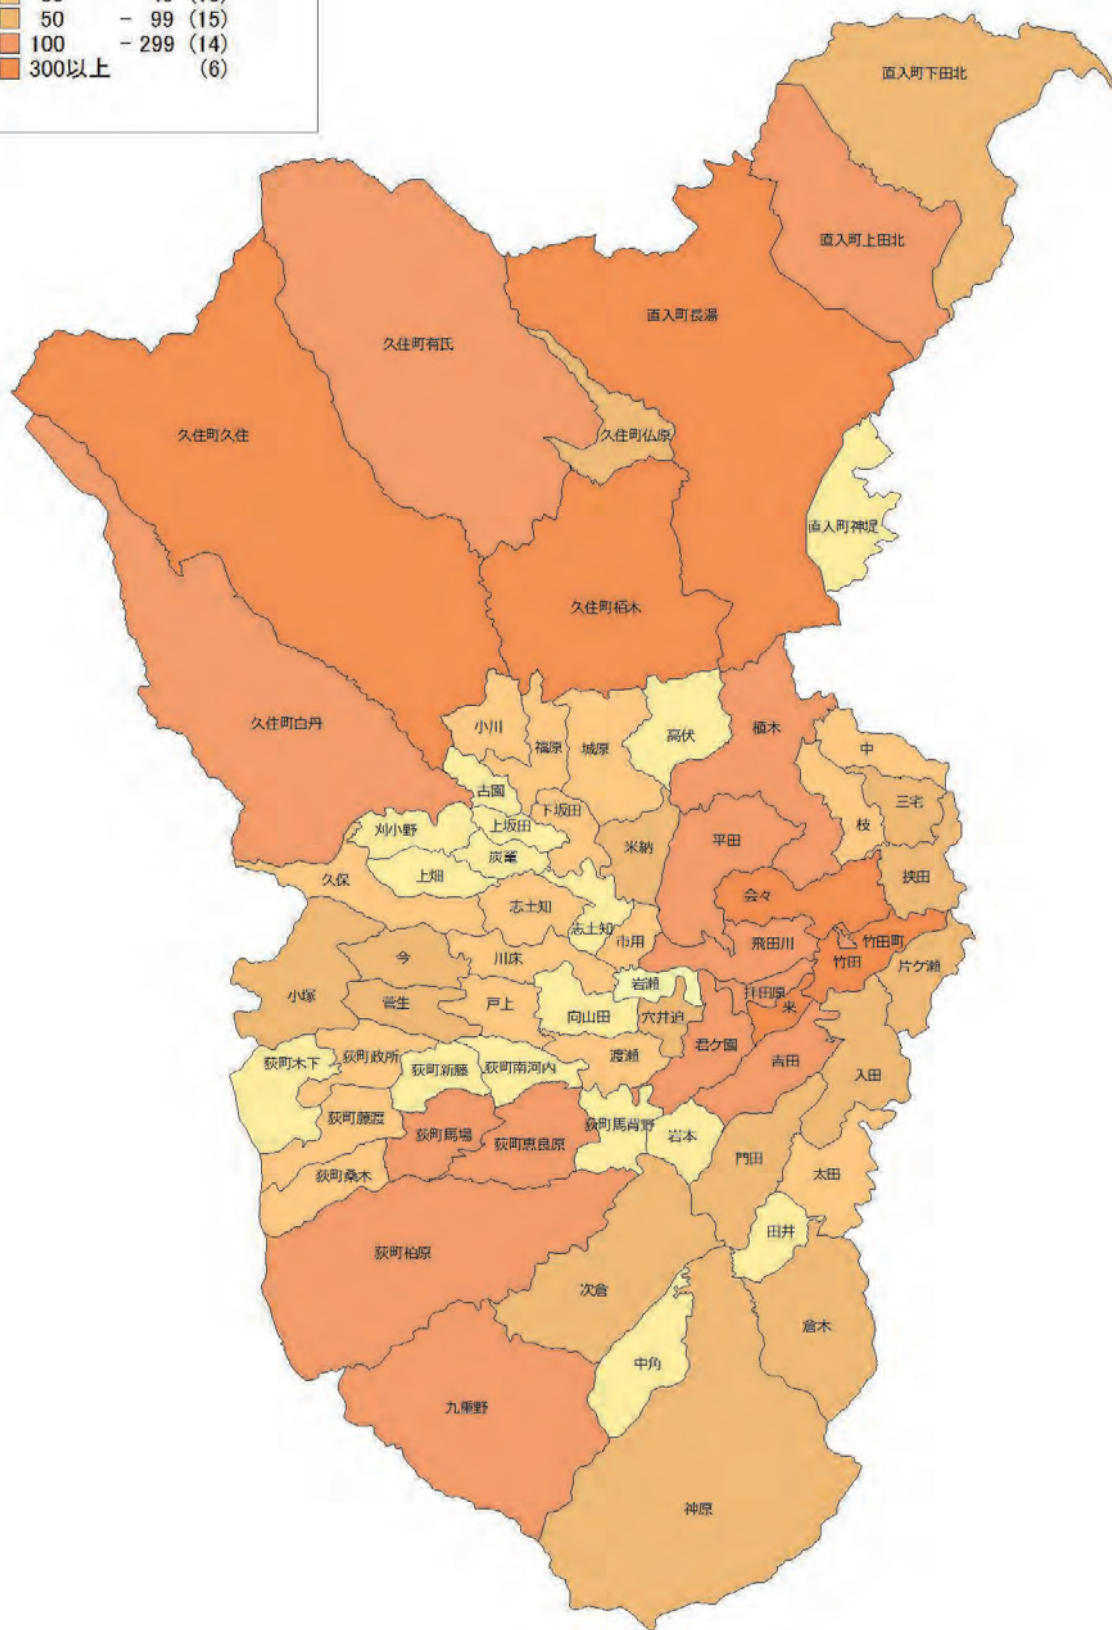 50 - 99 (15)
100 - 299 (14)
300以上 (6)
直入町下田北
直入町上田北
直入町長湯
久住町有氏
久住町久住
久住町仏原
直入町神堤
久住町栢木
久住町白丹
小川
福原
城原
高伏
植木
中
古園
下坂田
三宅
刈小野
上坂田
枝
米納
平田
炭竃
上畑
久保
挟田
会々
志土知
志土知
市用
飛田川
竹田町
今
川床
竹田
片ケ瀬
岩瀬
拝田原
小塚
菅生
戸上
向山田
穴井迫
来
君ケ園
荻町政所
渡瀬
荻町木下
荻町新藤
荻町南河内
吉田
入田
荻町藤渡
荻町馬場
荻町恵良原
荻町馬背野
岩本
門田
太田
荻町桑木
田井
荻町柏原
次倉
倉木
中角
九重野
神原